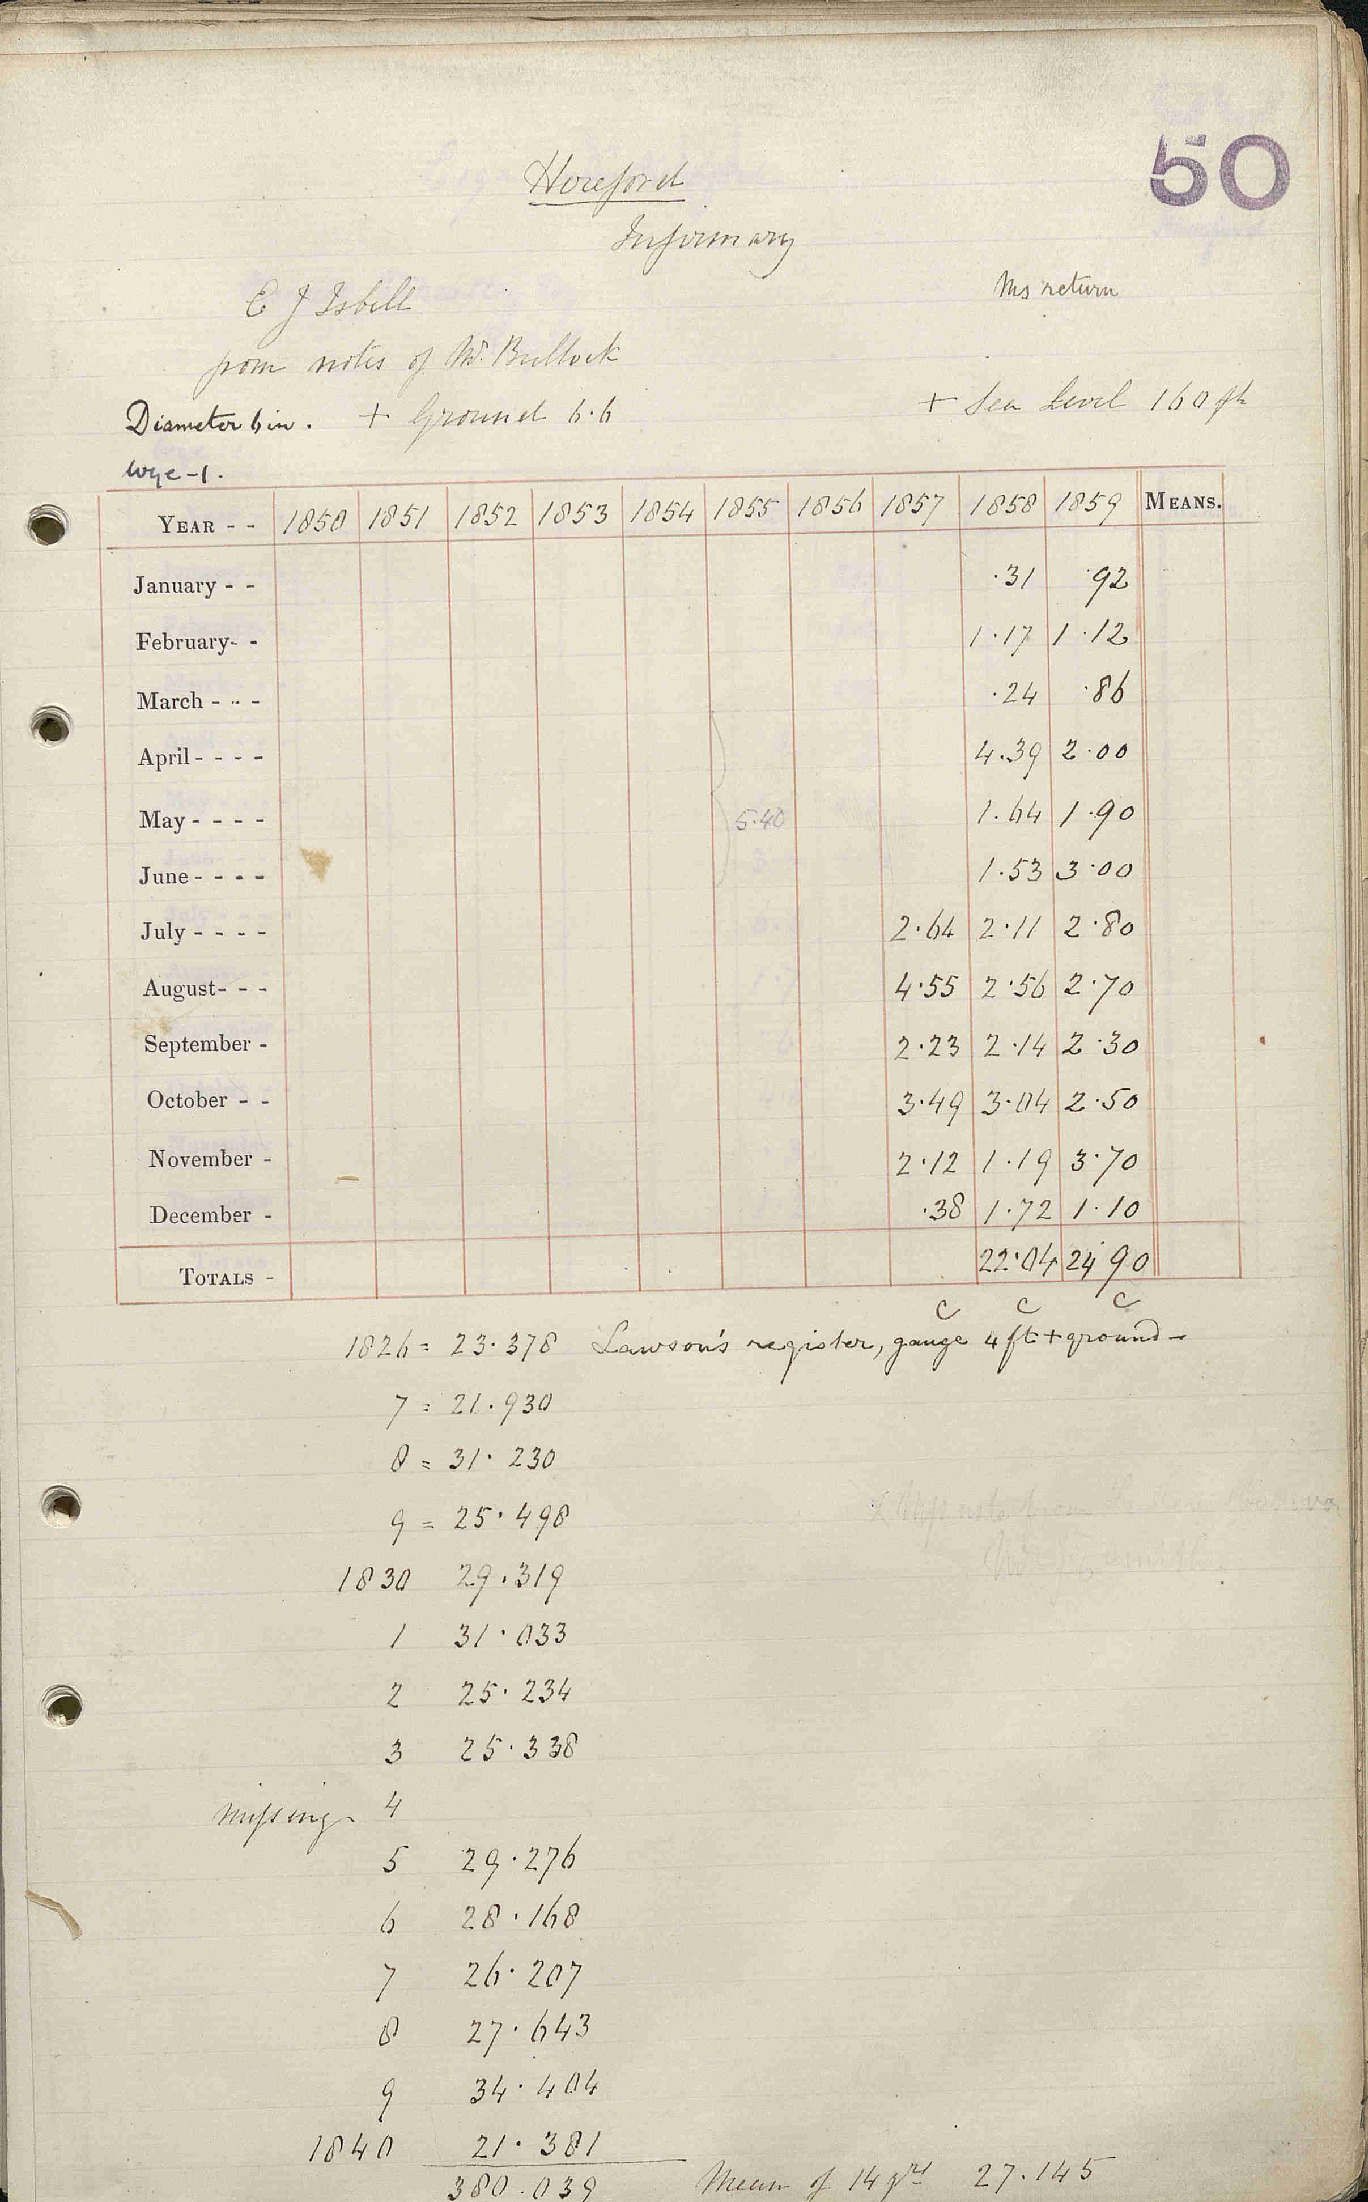 50
Hereford
Infirmary
Ms return
E J Isbell
from notes of Mr. Bullock
Diameter 6 in. + Ground 6.6 + Sea Level 160 ft
Wye-1.
YEAR - - 1850 1851 1852 1853 1854 1855 1856 1857 1858 1859 MEANS.
January - - .31 .92
February- - 1.17 1.12
March - - - .24 .86
April - - - - 4.39 2.00
May - - - - 5.40 1.64 1.90
June - - - - 1.53 3.00
July - - - - 2.64 2.11 2.80
August- - - 4.55 2.56 2.70
September - 2.23 2.14 2.30
October - - 3.49 3.04 2.50
November - 2.12 1.19 3.70
December - .38 1.72 1.10
TOTALS - 22.04 24.90
C C C
1826 = 23.378 Lawson's register, gauge 4 ft + ground -
7 = 21.930
8 = 31.230
9 = 25.498
1830 29.319
1 31.033
2 25.234
3 25.338
missing 4
5 29.276
6 28.168
7 26.207
8 27.643
9 34.404
1840 21.381
380.039 Mean of 14 yrs 27.145